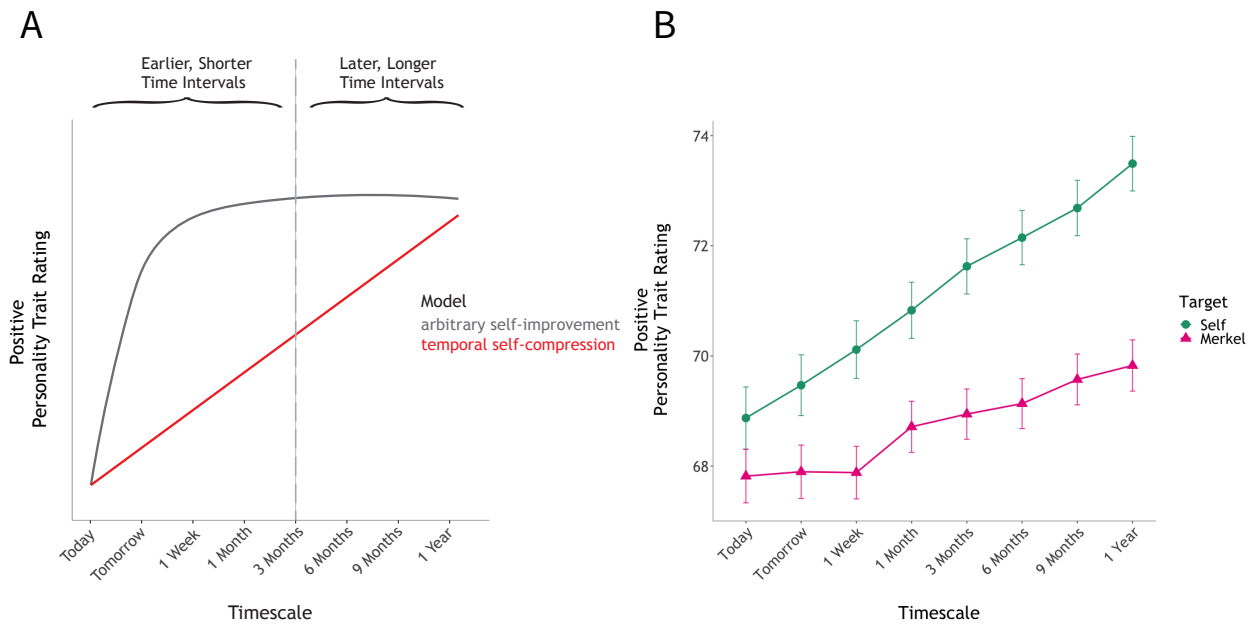 A
Earlier, Shorter
Time Intervals
Later, Longer
Time Intervals
Positive
Personality Trait Rating
Model
arbitrary self-improvement
temporal self-compression
Today
Tomorrow
1 Week
1 Month
3 Months
6 Months
9 Months
1 Year
Timescale
B
Positive
Personality Trait Rating
74
72
70
68
Today
Tomorrow
1 Week
1 Month
3 Months
6 Months
9 Months
1 Year
Timescale
Target
Self
Merkel